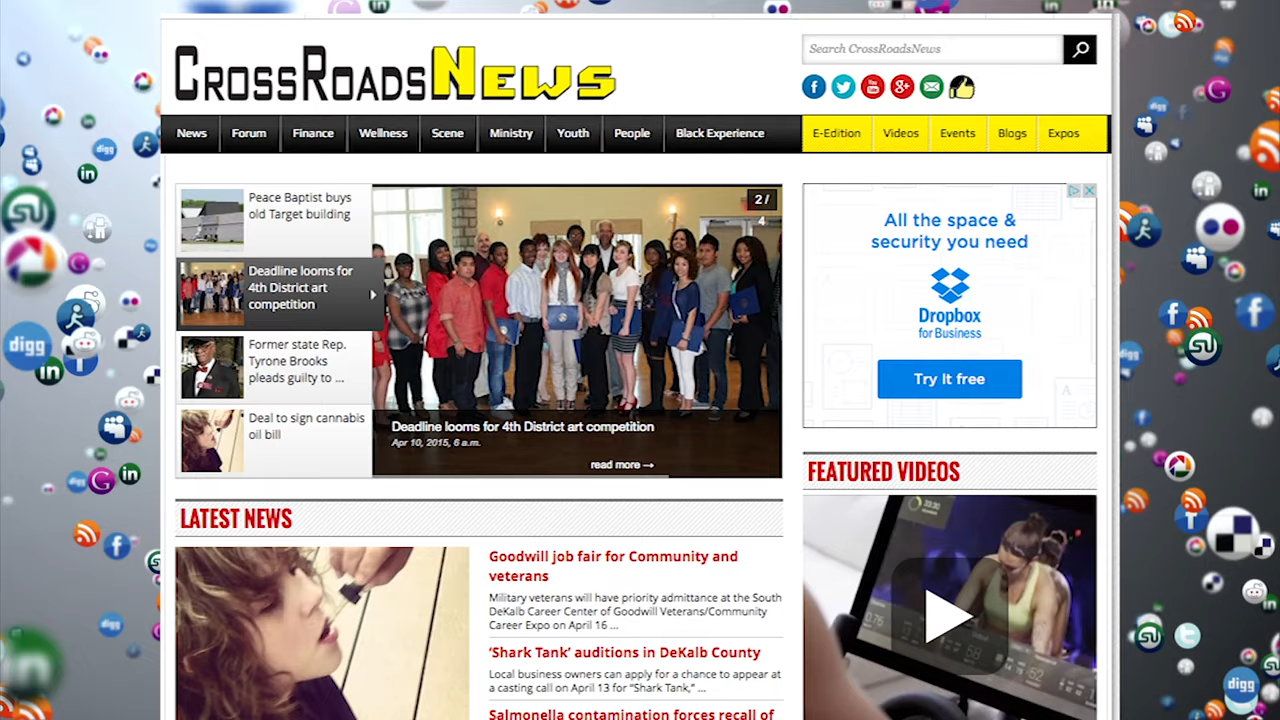 CrossRoadsNews
Search CrossRoadsNews
News Forum Finance Wellness Scene Ministry Youth People Black Experience E-Edition Videos Events Blogs Expos
Peace Baptist buys
old Target building
Deadline looms for
4th District art
competition
Former state Rep.
Tyrone Brooks
pleads guilty to ...
Deal to sign cannabis
oil bill
2 /
4
Deadline looms for 4th District art competition
Apr 10, 2015, 6 a.m.
read more →
All the space &
security you need
Dropbox
for Business
Try It free
FEATURED VIDEOS
LATEST NEWS
Goodwill job fair for Community and
veterans
Military veterans will have priority admittance at the South
DeKalb Career Center of Goodwill Veterans/Community
Career Expo on April 16 ...
‘Shark Tank’ auditions in DeKalb County
Local business owners can apply for a chance to appear at
a casting call on April 13 for “Shark Tank,” ...
Salmonella contamination forces recall of